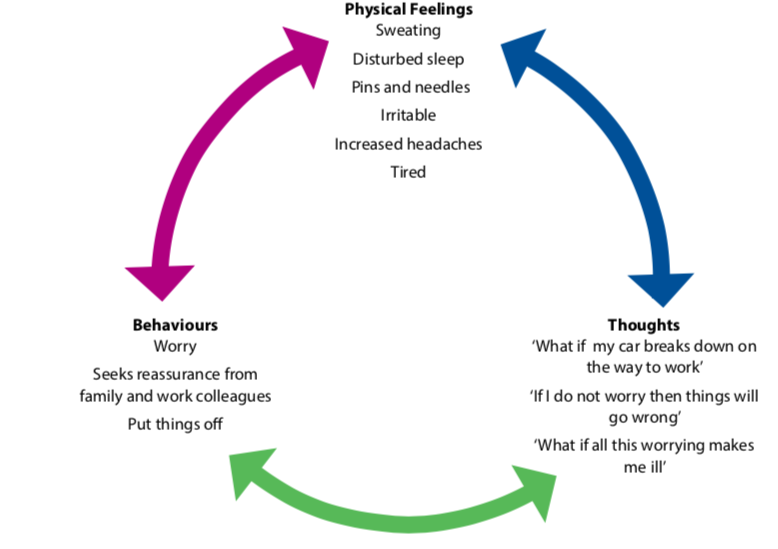 Physical Feelings
Sweating
Disturbed sleep
Pins and needles
Irritable
Increased headaches
Tired
Behaviours
Worry
Seeks reassurance from
family and work colleagues
Put things off
Thoughts
‘What if my car breaks down on
the way to work’
‘If I do not worry then things will
go wrong’
‘What if all this worrying makes
me ill’